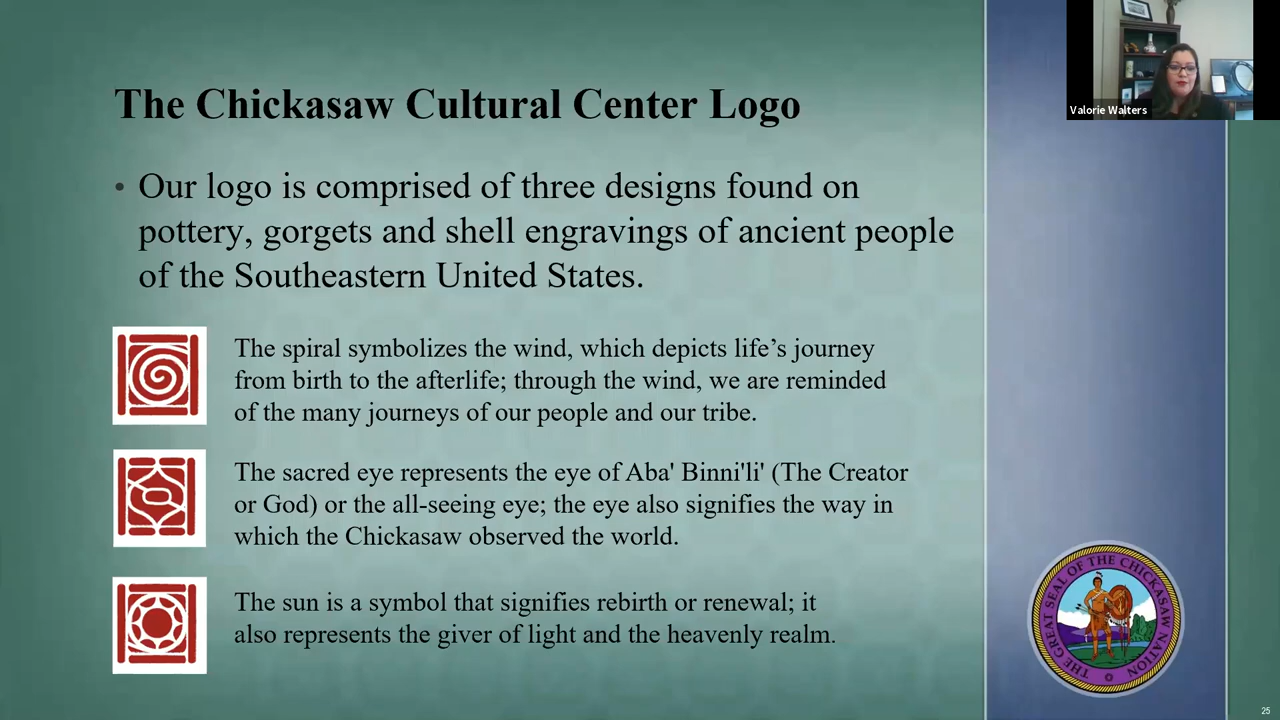 Valorie Walters
The Chickasaw Cultural Center Logo
• Our logo is comprised of three designs found on
pottery, gorgets and shell engravings of ancient people
of the Southeastern United States.
The spiral symbolizes the wind, which depicts life’s journey
from birth to the afterlife; through the wind, we are reminded
of the many journeys of our people and our tribe.
The sacred eye represents the eye of Aba' Binni'li' (The Creator
or God) or the all-seeing eye; the eye also signifies the way in
which the Chickasaw observed the world.
The sun is a symbol that signifies rebirth or renewal; it
also represents the giver of light and the heavenly realm.
THE GREAT SEAL OF THE CHICKASAW NATION
25